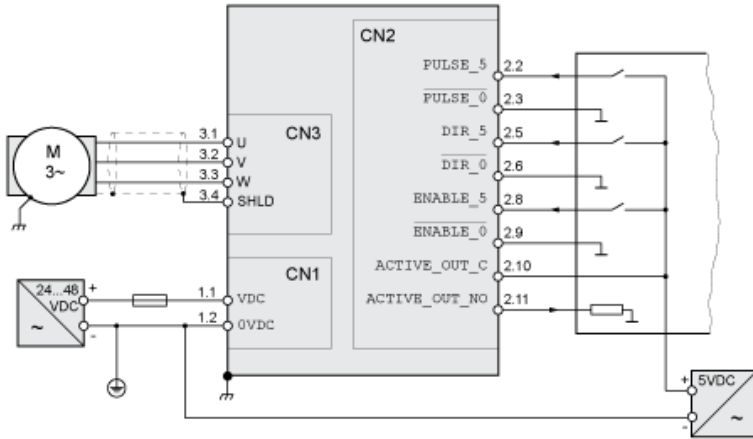 CN2
PULSE_5 2.2
PULSE_0 2.3
DIR_5 2.5
DIR_0 2.6
ENABLE_5 2.8
ENABLE_0 2.9
ACTIVE_OUT_C 2.10
ACTIVE_OUT_NO 2.11
CN3
3.1 U
3.2 V
3.3 W
3.4 SHLD
M
3~
CN1
1.1 VDC
1.2 0VDC
24...48
VDC
+
~
-
5VDC
+
~
-